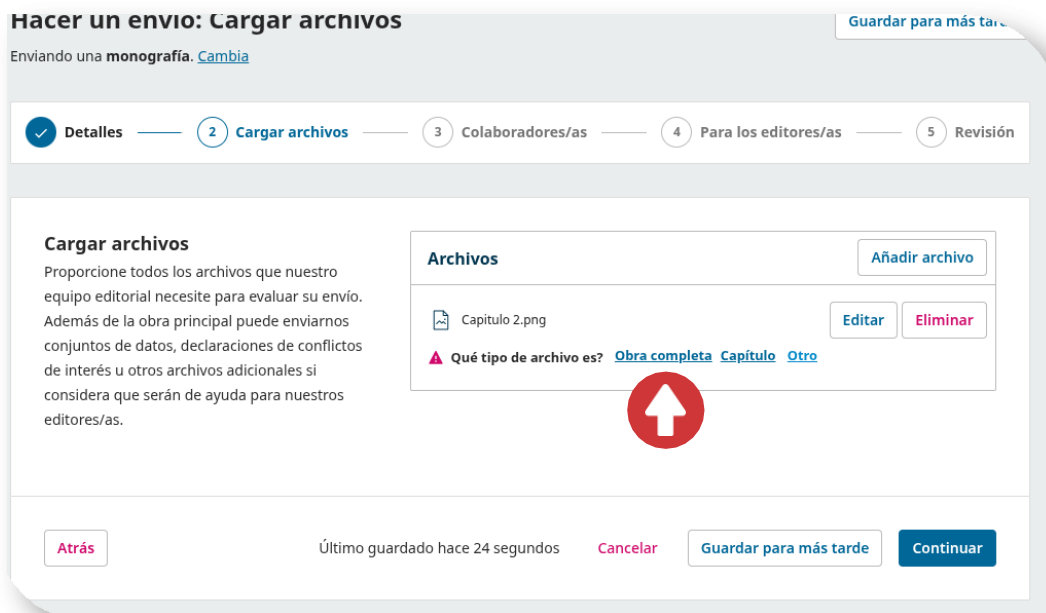 Hacer un envío: Cargar archivos
Guardar para más tarde
Enviando una monografía. Cambia
Detalles
2 Cargar archivos
3 Colaboradores/as
4 Para los editores/as
5 Revisión
Cargar archivos
Proporcione todos los archivos que nuestro
equipo editorial necesite para evaluar su envío.
Además de la obra principal puede enviarnos
conjuntos de datos, declaraciones de conflictos
de interés u otros archivos adicionales si
considera que serán de ayuda para nuestros
editores/as.
Archivos
Añadir archivo
Capitulo 2.png
Editar
Eliminar
Qué tipo de archivo es? Obra completa Capítulo Otro
Atrás
Último guardado hace 24 segundos
Cancelar
Guardar para más tarde
Continuar